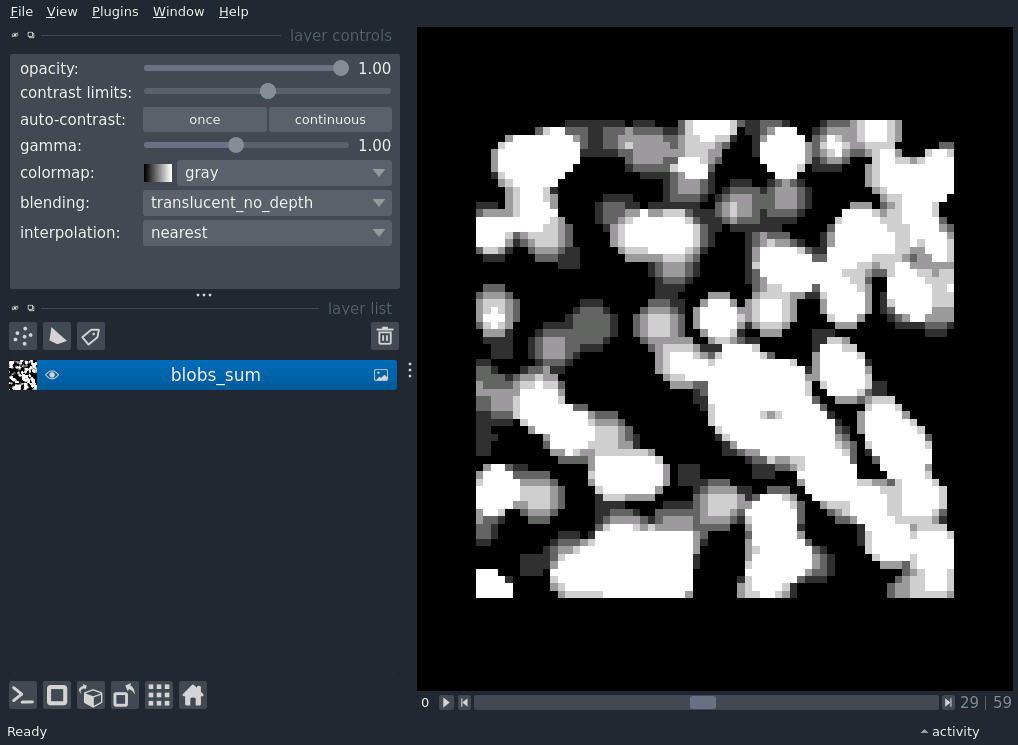 File View Plugins Window Help
layer controls
opacity: 1.00
contrast limits:
auto-contrast: once continuous
gamma: 1.00
colormap: gray
blending: translucent_no_depth
interpolation: nearest
layer list
blobs_sum
0 29 | 59
Ready activity